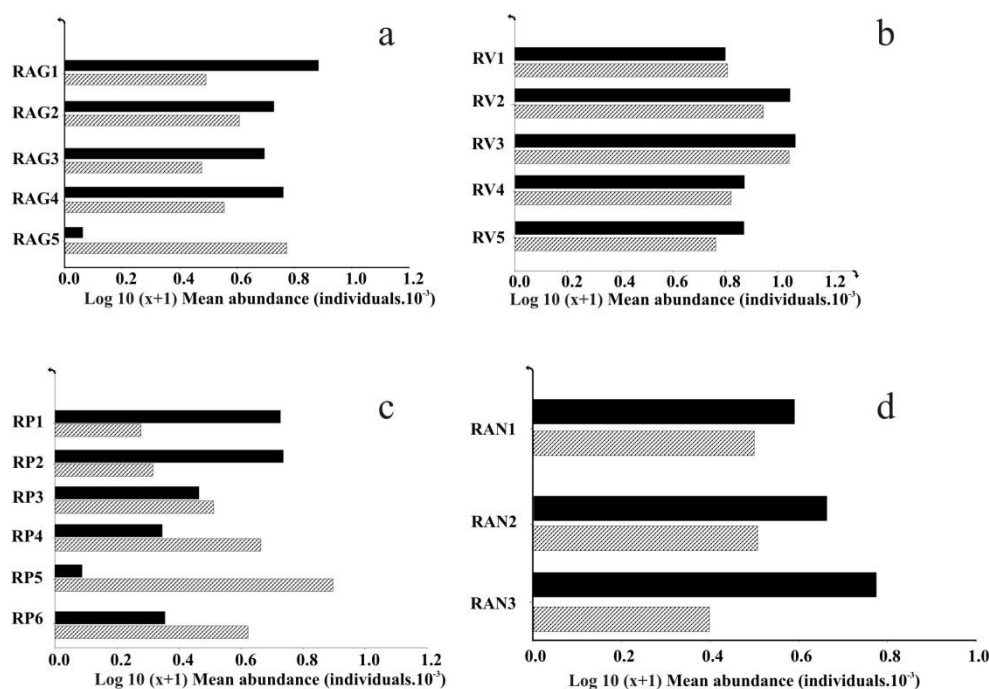 a
RAG1
RAG2
RAG3
RAG4
RAG5
0.0 0.2 0.4 0.6 0.8 1.0 1.2
Log 10 (x+1) Mean abundance (individuals.10⁻³)
b
RV1
RV2
RV3
RV4
RV5
0.0 0.2 0.4 0.6 0.8 1.0 1.2
Log 10 (x+1) Mean abundance (individuals.10⁻³)
c
RP1
RP2
RP3
RP4
RP5
RP6
0.0 0.2 0.4 0.6 0.8 1.0 1.2
Log 10 (x+1) Mean abundance (individuals.10⁻³)
d
RAN1
RAN2
RAN3
0.0 0.2 0.4 0.6 0.8 1.0
Log 10 (x+1) Mean abundance (individuals.10⁻³)